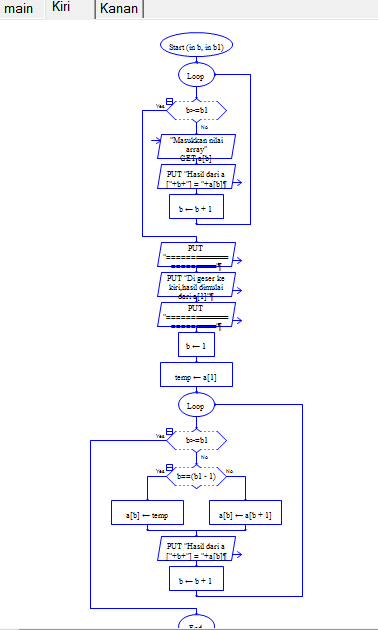 main Kiri Kanan
Start (in b, in b1)
Loop
b>=b1
Yes
No
"Masukkan nilai
array"
GET a[b]
PUT "Hasil dari a
["+b+"] = "+a[b]¶
b ← b + 1
PUT
PUT "Di geser ke
kiri,hasil dimulai
dari a[1]"¶
PUT
b ← 1
temp ← a[1]
Loop
b>=b1
Yes
No
b==(b1 - 1)
Yes
No
a[b] ← temp
a[b] ← a[b + 1]
PUT "Hasil dari a
["+b+"] = "+a[b]¶
b ← b + 1
End